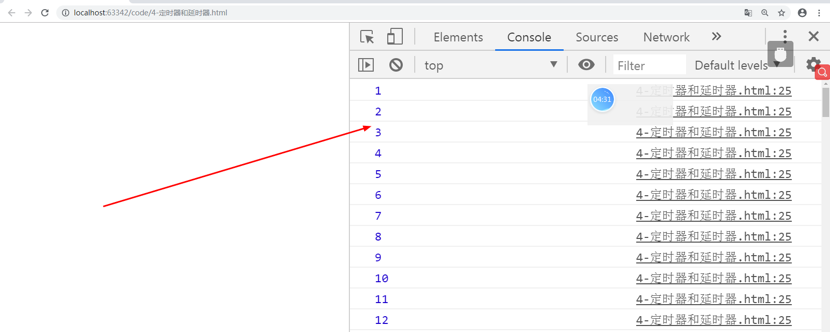 localhost:63342/code/4-定时器和延时器.html
Elements Console Sources Network
top Filter Default levels
1 4-定时器和延时器.html:25
04:31
2 4-定时器和延时器.html:25
3 4-定时器和延时器.html:25
4 4-定时器和延时器.html:25
5 4-定时器和延时器.html:25
6 4-定时器和延时器.html:25
7 4-定时器和延时器.html:25
8 4-定时器和延时器.html:25
9 4-定时器和延时器.html:25
10 4-定时器和延时器.html:25
11 4-定时器和延时器.html:25
12 4-定时器和延时器.html:25